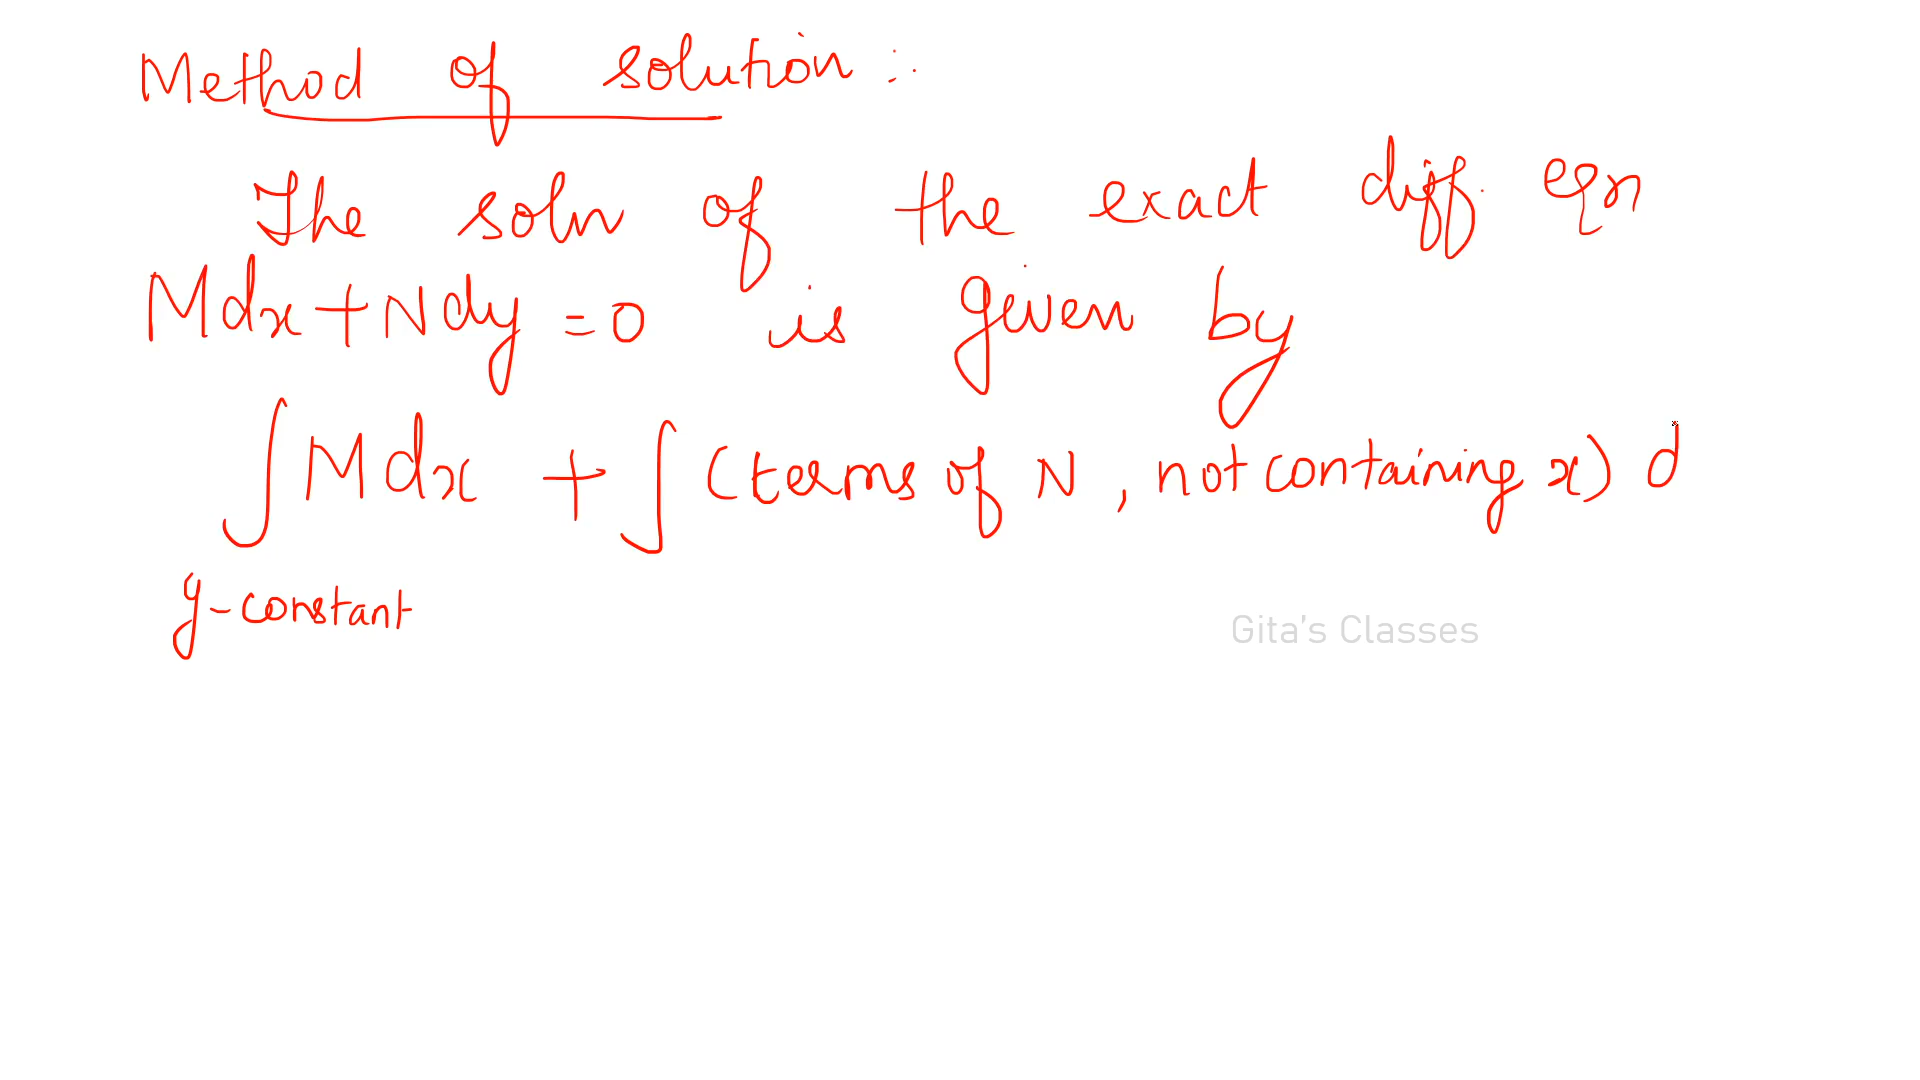 Method of solution :-
The soln of the exact diff. eqn
Mdx + Ndy = 0 is given by
∫ Mdx + ∫ (terms of N, not containing x) d
y-constant
Gita's Classes